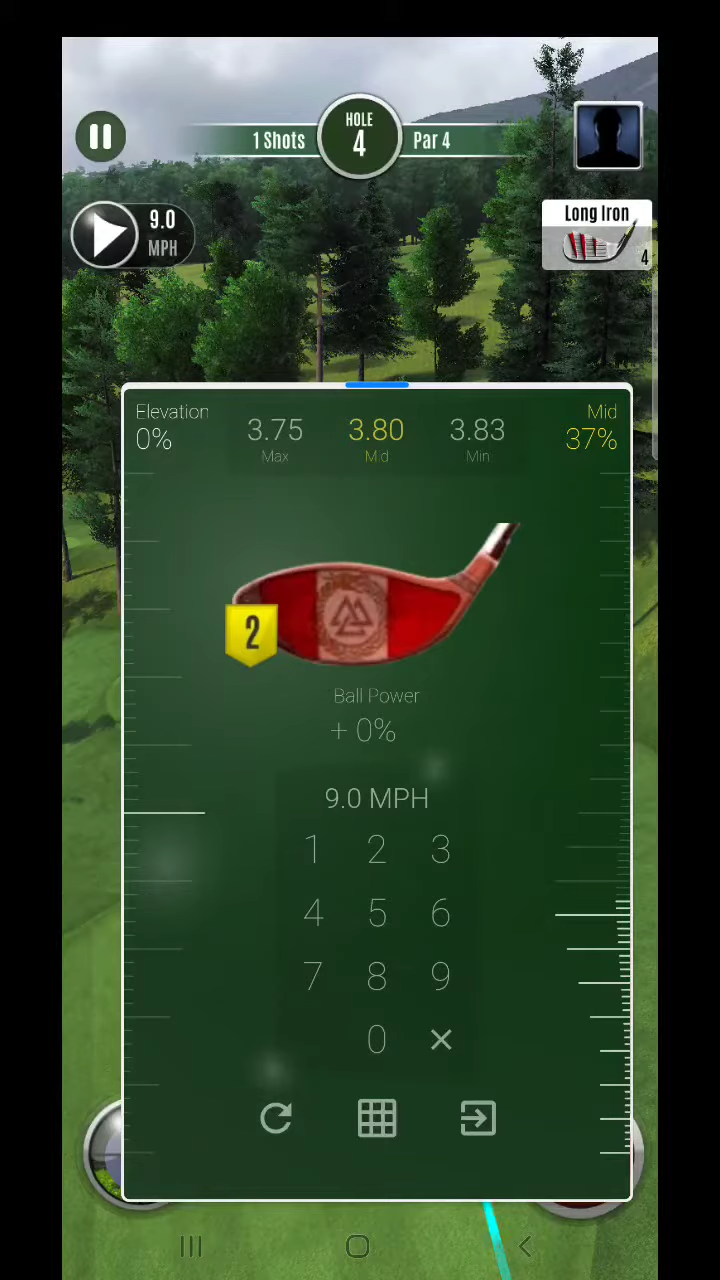 HOLE
1 Shots 4 Par 4
9.0
MPH
Long Iron
4
Elevation
0%
3.75 3.80 3.83
Max Mid Min
Mid
37%
2
Ball Power
+ 0%
9.0 MPH
1 2 3
4 5 6
7 8 9
0 ×